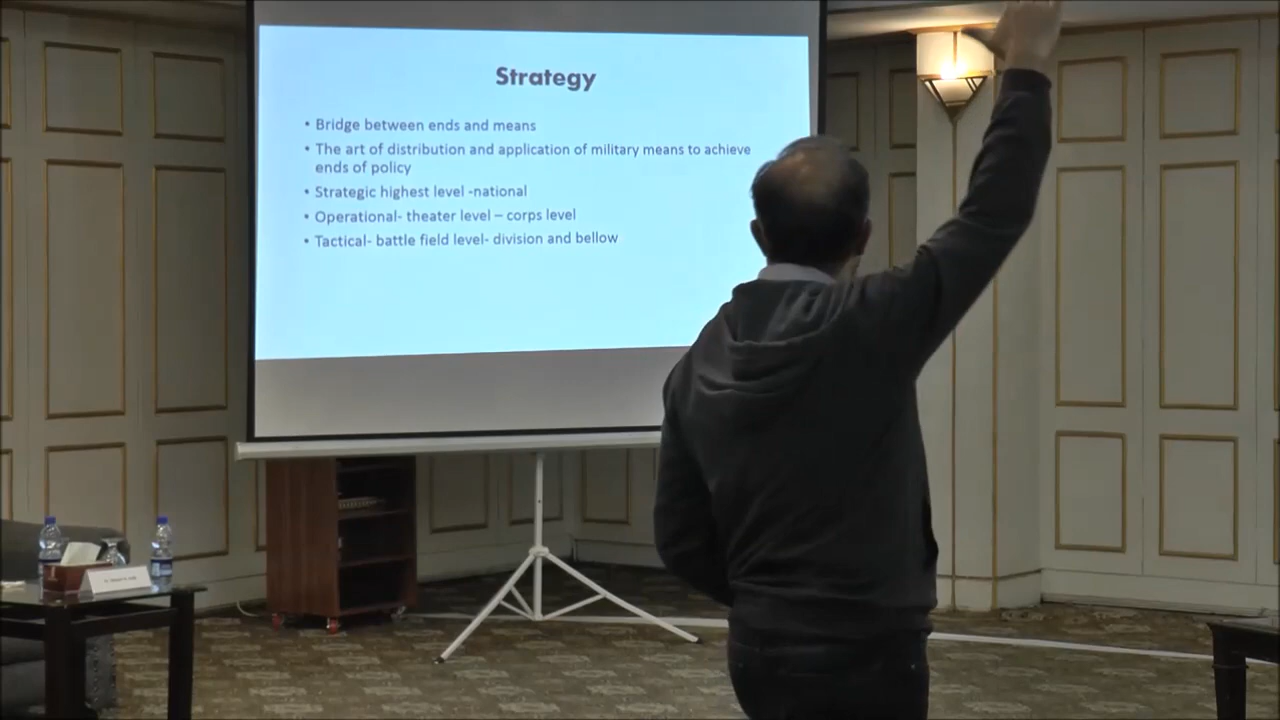 Strategy
• Bridge between ends and means
• The art of distribution and application of military means to achieve
ends of policy
• Strategic highest level -national
• Operational- theater level – corps level
• Tactical- battle field level- division and bellow